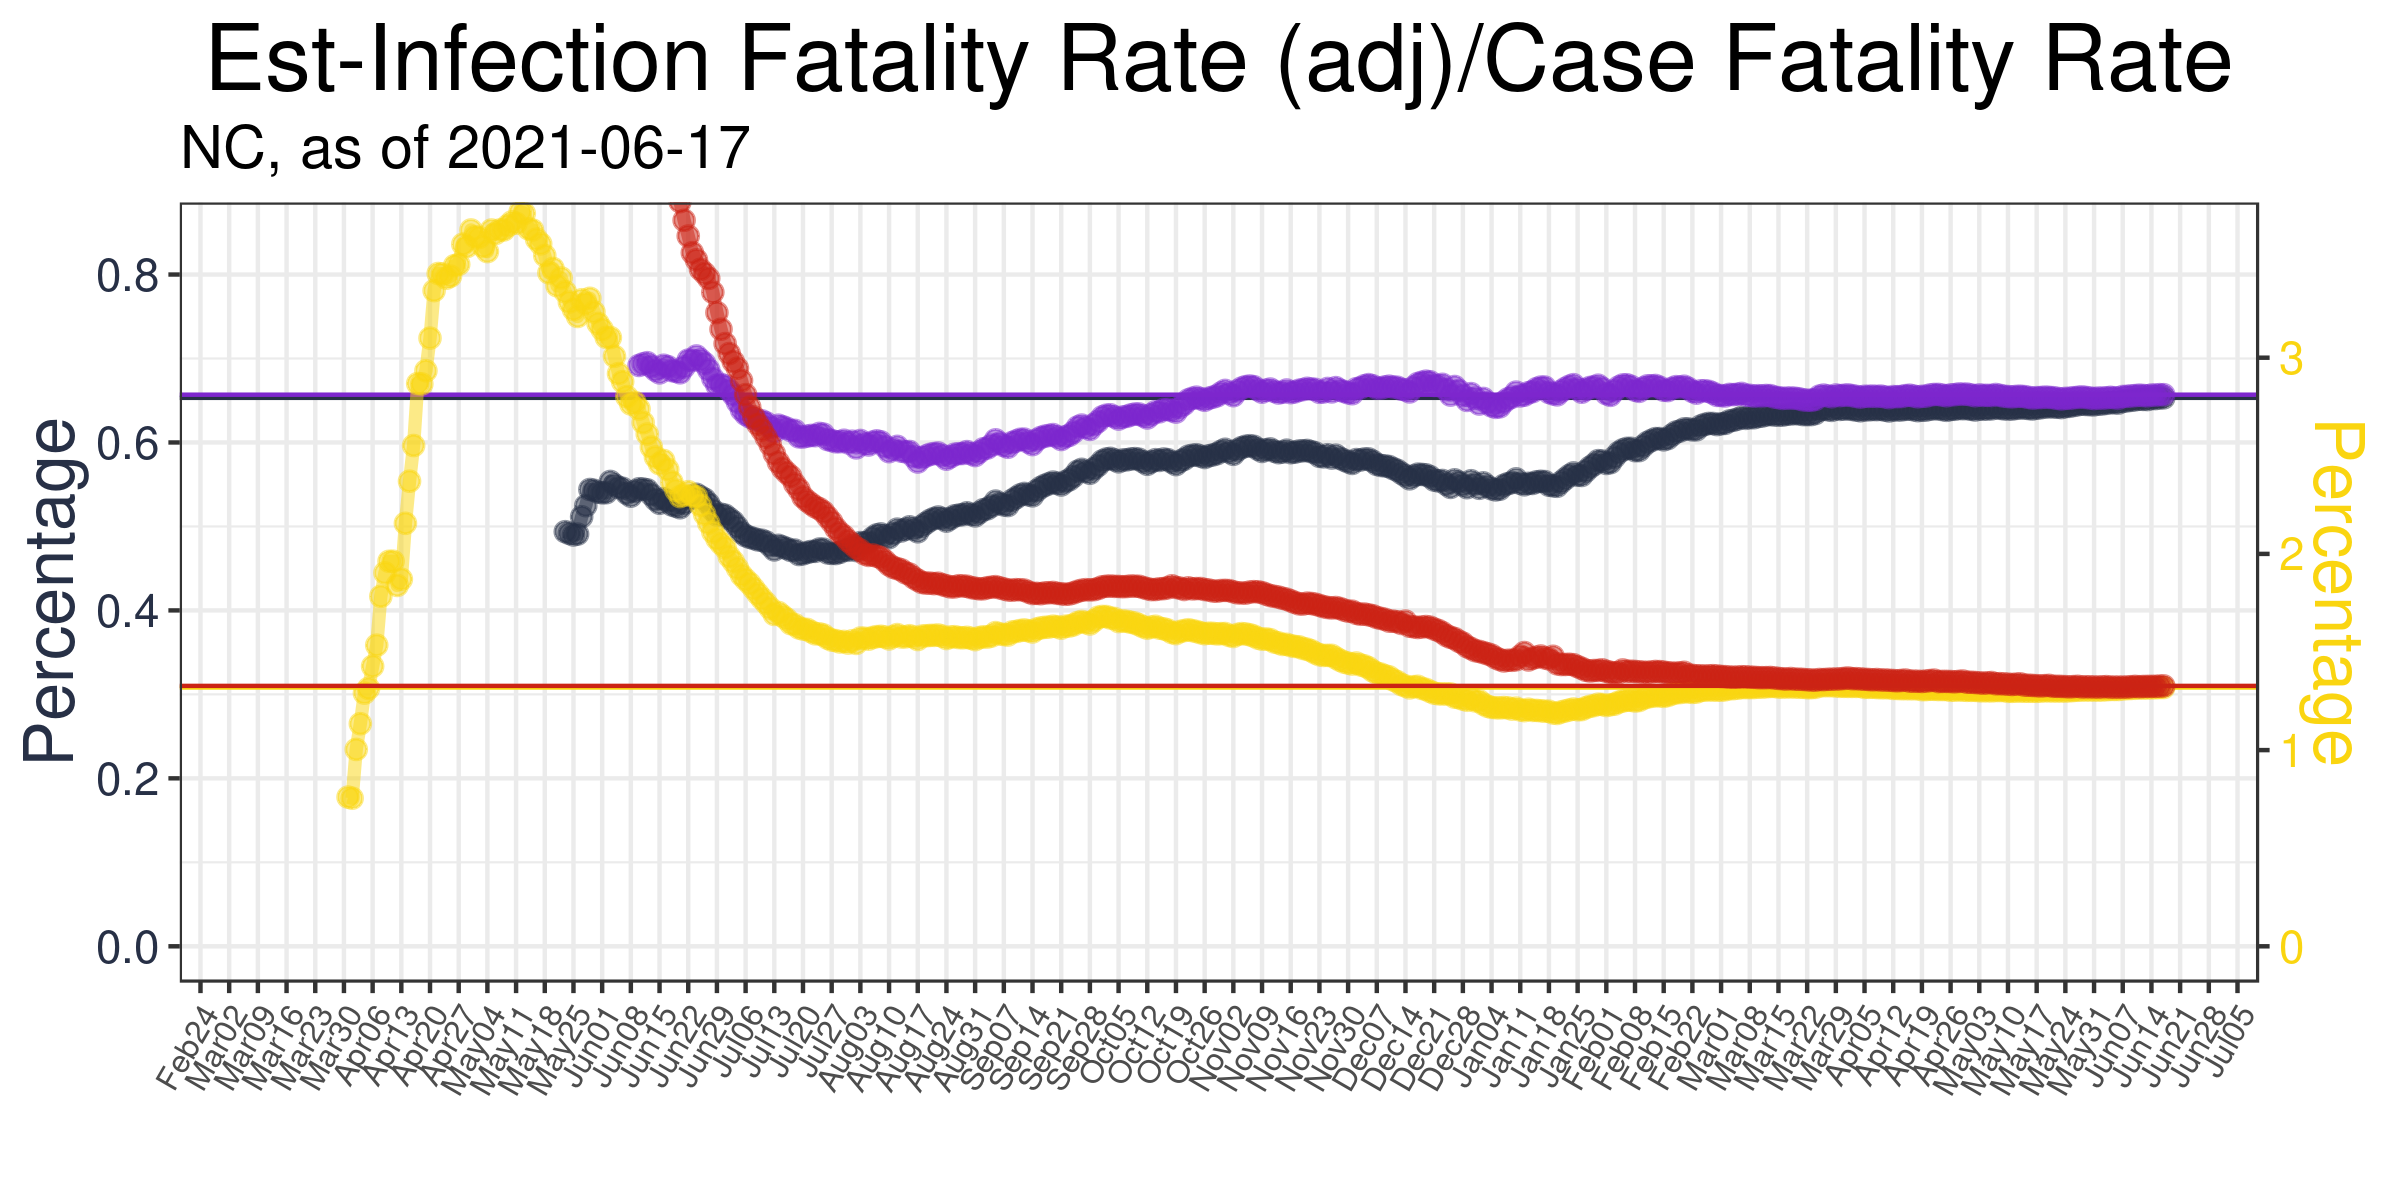 Est-Infection Fatality Rate (adj)/Case Fatality Rate
NC, as of 2021-06-17
Percentage
0.8
0.6
0.4
0.2
0.0
3
2
1
0
Percentage
Feb24
Mar02
Mar09
Mar16
Mar23
Mar30
Apr06
Apr13
Apr20
Apr27
May04
May11
May18
May25
Jun01
Jun08
Jun15
Jun22
Jun29
Jul06
Jul13
Jul20
Jul27
Aug03
Aug10
Aug17
Aug24
Aug31
Sep07
Sep14
Sep21
Sep28
Oct05
Oct12
Oct19
Oct26
Nov02
Nov09
Nov16
Nov23
Nov30
Dec07
Dec14
Dec21
Dec28
Jan04
Jan11
Jan18
Jan25
Feb01
Feb08
Feb15
Feb22
Mar01
Mar08
Mar15
Mar22
Mar29
Apr05
Apr12
Apr19
Apr26
May03
May10
May17
May24
May31
Jun07
Jun14
Jun21
Jun28
Jul05